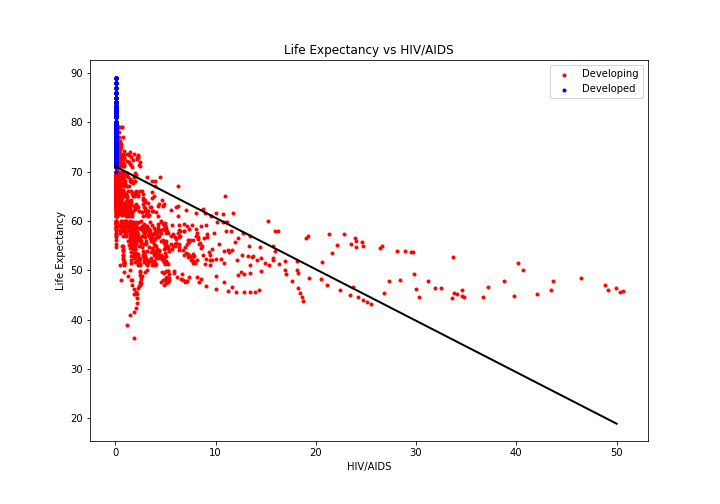 Life Expectancy vs HIV/AIDS
Developing
Developed
90
80
70
60
50
40
30
20
Life Expectancy
0
10
20
30
40
50
HIV/AIDS